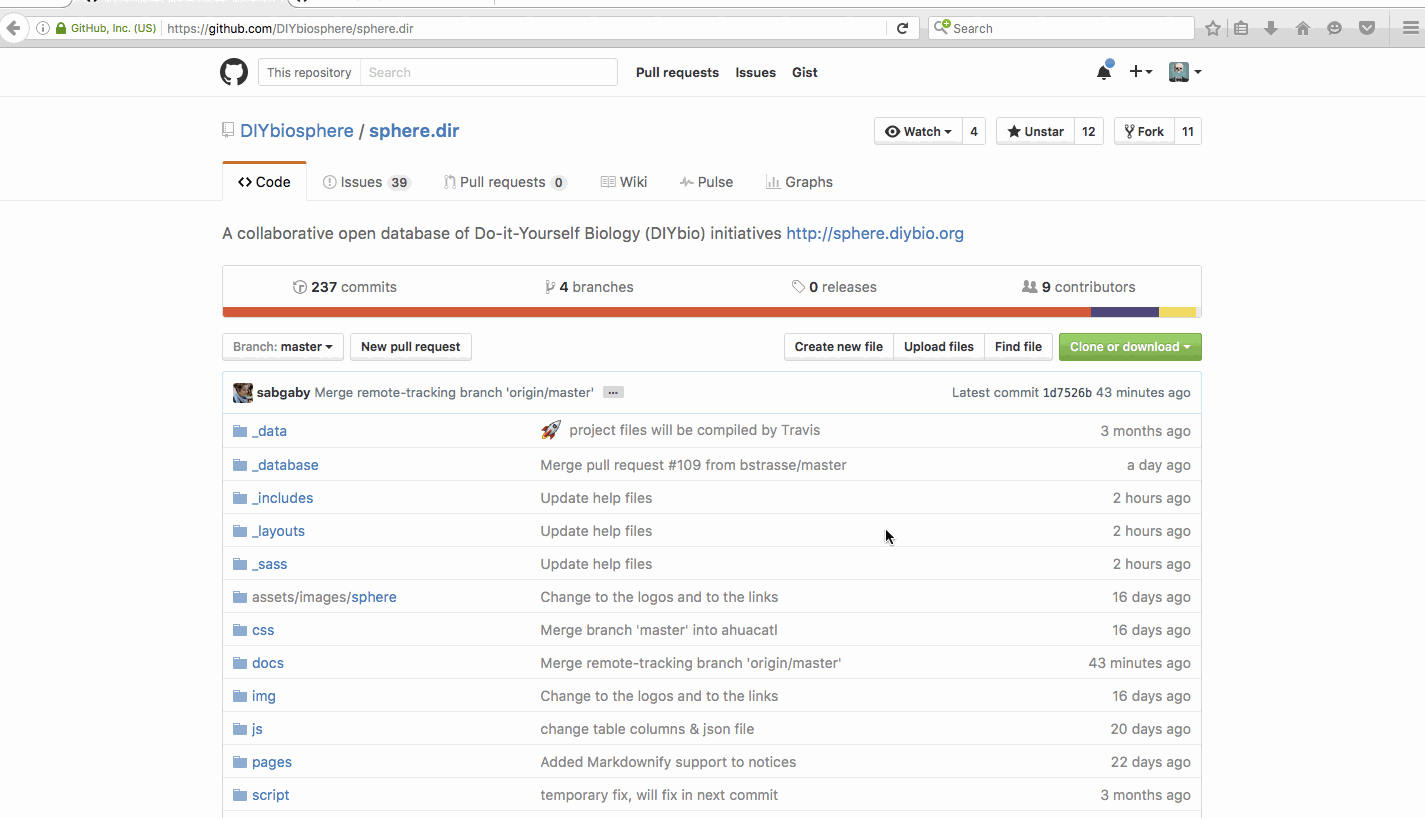 GitHub, Inc. (US) https://github.com/DIYbiosphere/sphere.dir Search
This repository Search Pull requests Issues Gist
DIYbiosphere / sphere.dir Watch 4 Unstar 12 Fork 11
Code Issues 39 Pull requests 0 Wiki Pulse Graphs
A collaborative open database of Do-it-Yourself Biology (DIYbio) initiatives http://sphere.diybio.org
237 commits 4 branches 0 releases 9 contributors
Branch: master New pull request Create new file Upload files Find file Clone or download
sabgaby Merge remote-tracking branch 'origin/master' ... Latest commit 1d7526b 43 minutes ago
_data project files will be compiled by Travis 3 months ago
_database Merge pull request #109 from bstrasse/master a day ago
_includes Update help files 2 hours ago
_layouts Update help files 2 hours ago
_sass Update help files 2 hours ago
assets/images/sphere Change to the logos and to the links 16 days ago
css Merge branch 'master' into ahuacatl 16 days ago
docs Merge remote-tracking branch 'origin/master' 43 minutes ago
img Change to the logos and to the links 16 days ago
js change table columns & json file 20 days ago
pages Added Markdownify support to notices 22 days ago
script temporary fix, will fix in next commit 3 months ago